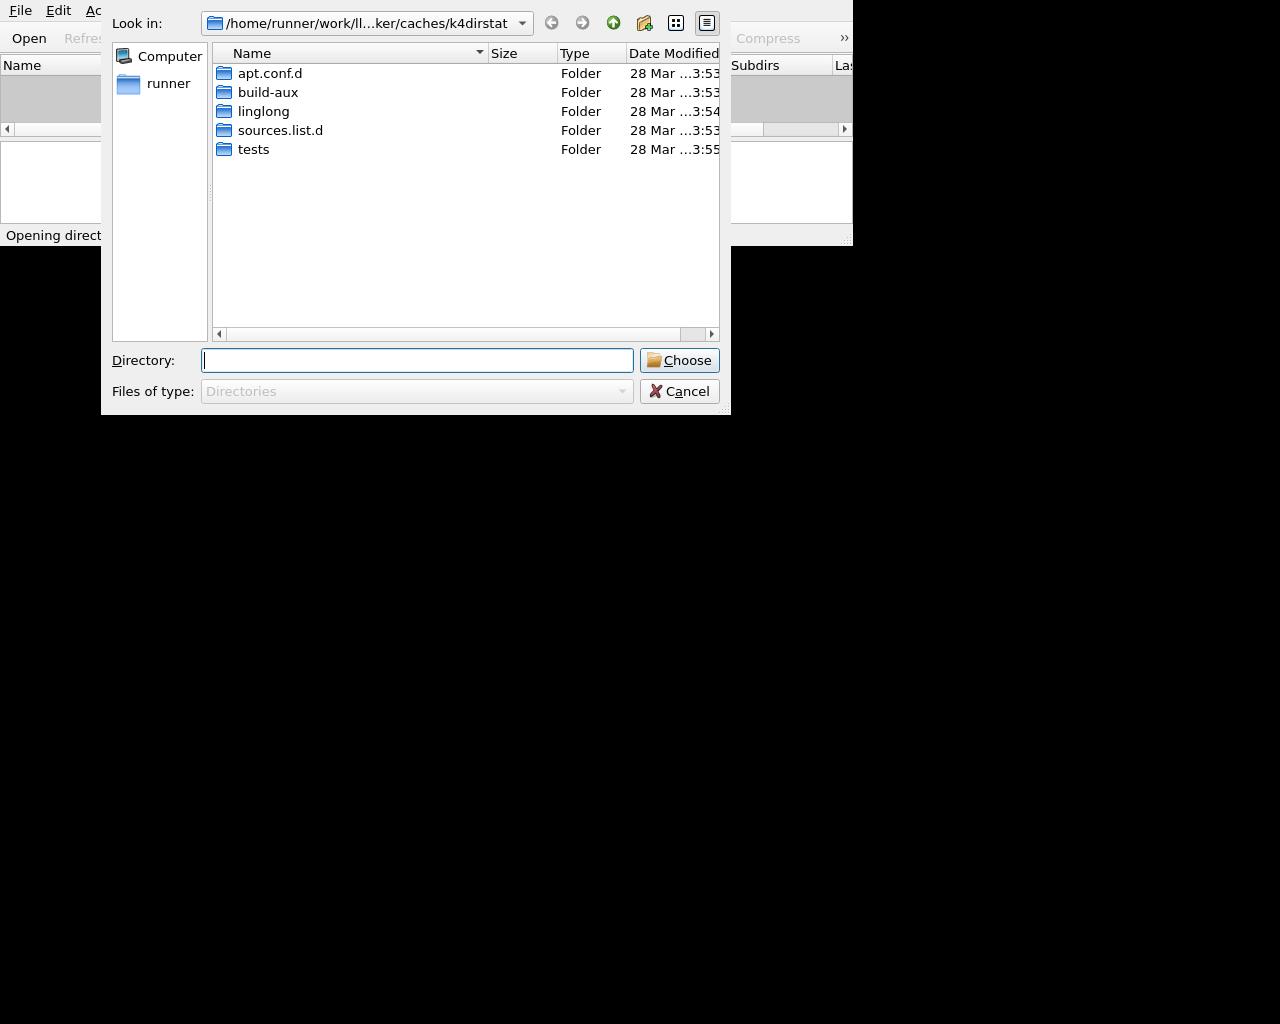 File Edit
Look in: /home/runner/work/ll...ker/caches/k4dirstat
Open Compress ››
Name Subdirs
Computer
runner
Name Size Type Date Modified
apt.conf.d Folder 28 Mar ...3:53
build-aux Folder 28 Mar ...3:53
linglong Folder 28 Mar ...3:54
sources.list.d Folder 28 Mar ...3:53
tests Folder 28 Mar ...3:55
Opening direct
Directory: Choose
Files of type: Directories Cancel